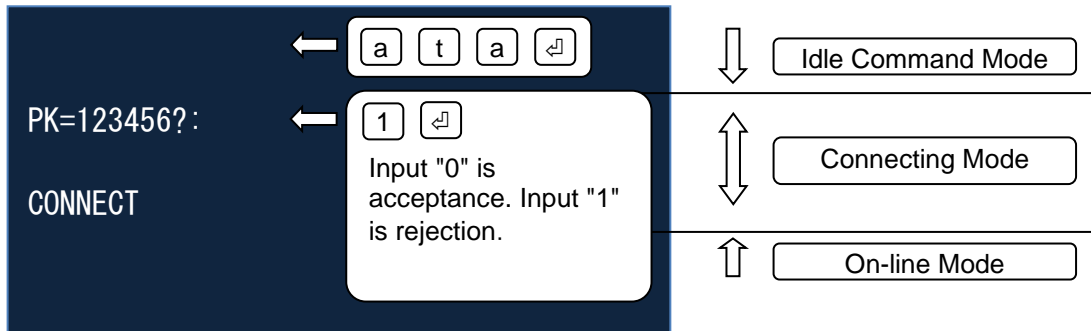 a t a ⏎
Idle Command Mode
PK=123456?:
1 ⏎
Input "0" is
acceptance. Input "1"
is rejection.
Connecting Mode
CONNECT
On-line Mode